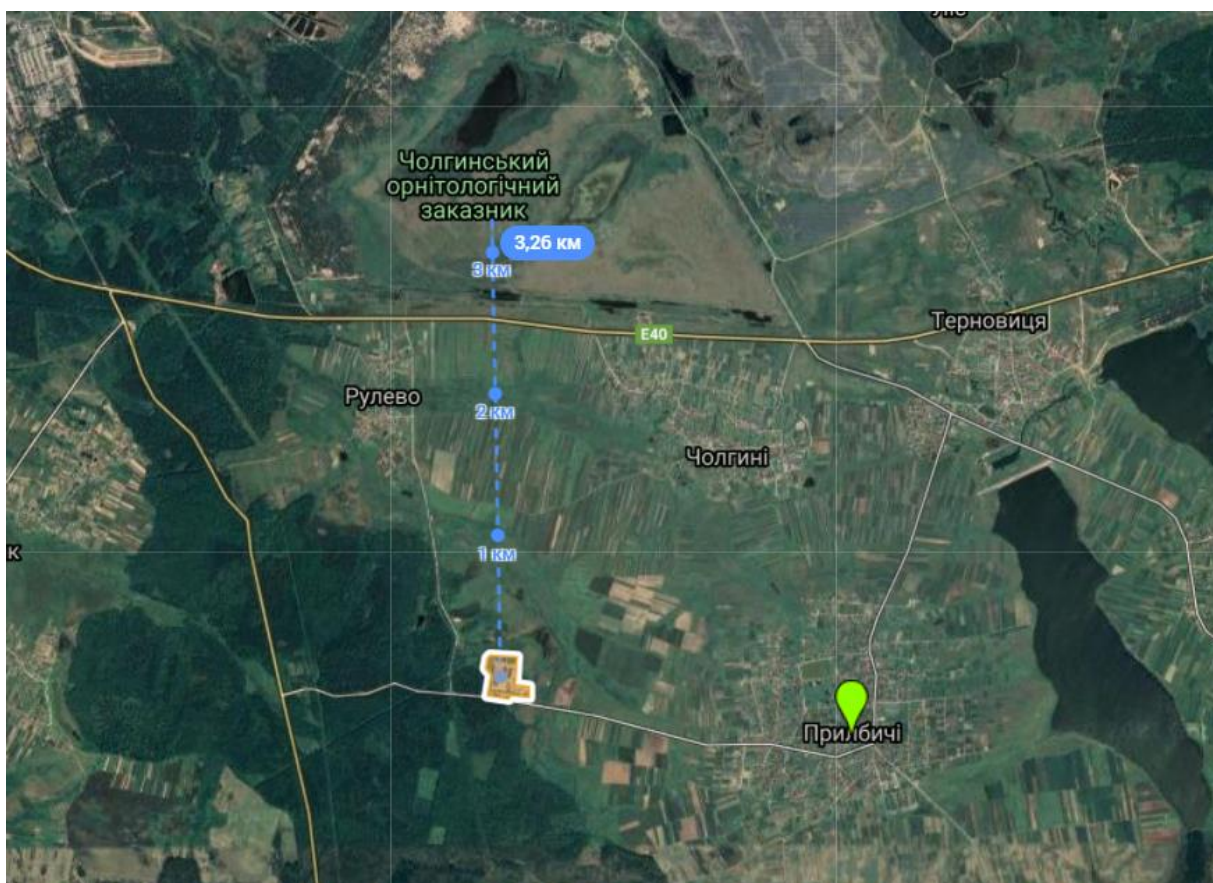 Чолгинський
орнітологічний
заказник
3,26 км
3 км
E40
Терновиця
Рулево
2 км
Чолгині
1 км
к
Прилбичі